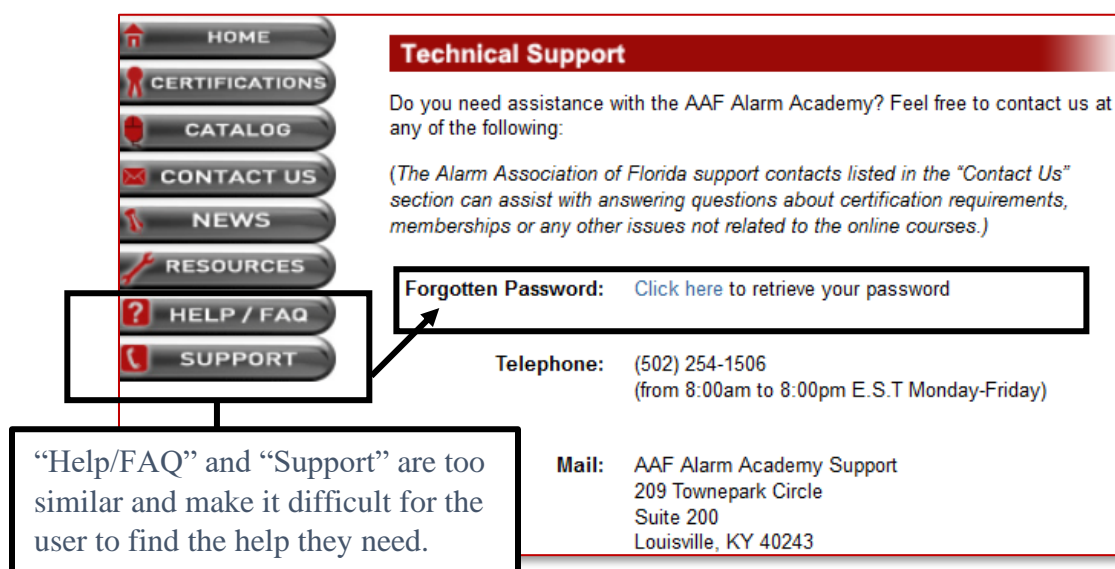 HOME
CERTIFICATIONS
CATALOG
CONTACT US
NEWS
RESOURCES
HELP / FAQ
SUPPORT
Technical Support
Do you need assistance with the AAF Alarm Academy? Feel free to contact us at
any of the following:
(The Alarm Association of Florida support contacts listed in the "Contact Us"
section can assist with answering questions about certification requirements,
memberships or any other issues not related to the online courses.)
Forgotten Password: Click here to retrieve your password
Telephone: (502) 254-1506
(from 8:00am to 8:00pm E.S.T Monday-Friday)
Mail: AAF Alarm Academy Support
209 Townepark Circle
Suite 200
Louisville, KY 40243
“Help/FAQ” and “Support” are too
similar and make it difficult for the
user to find the help they need.